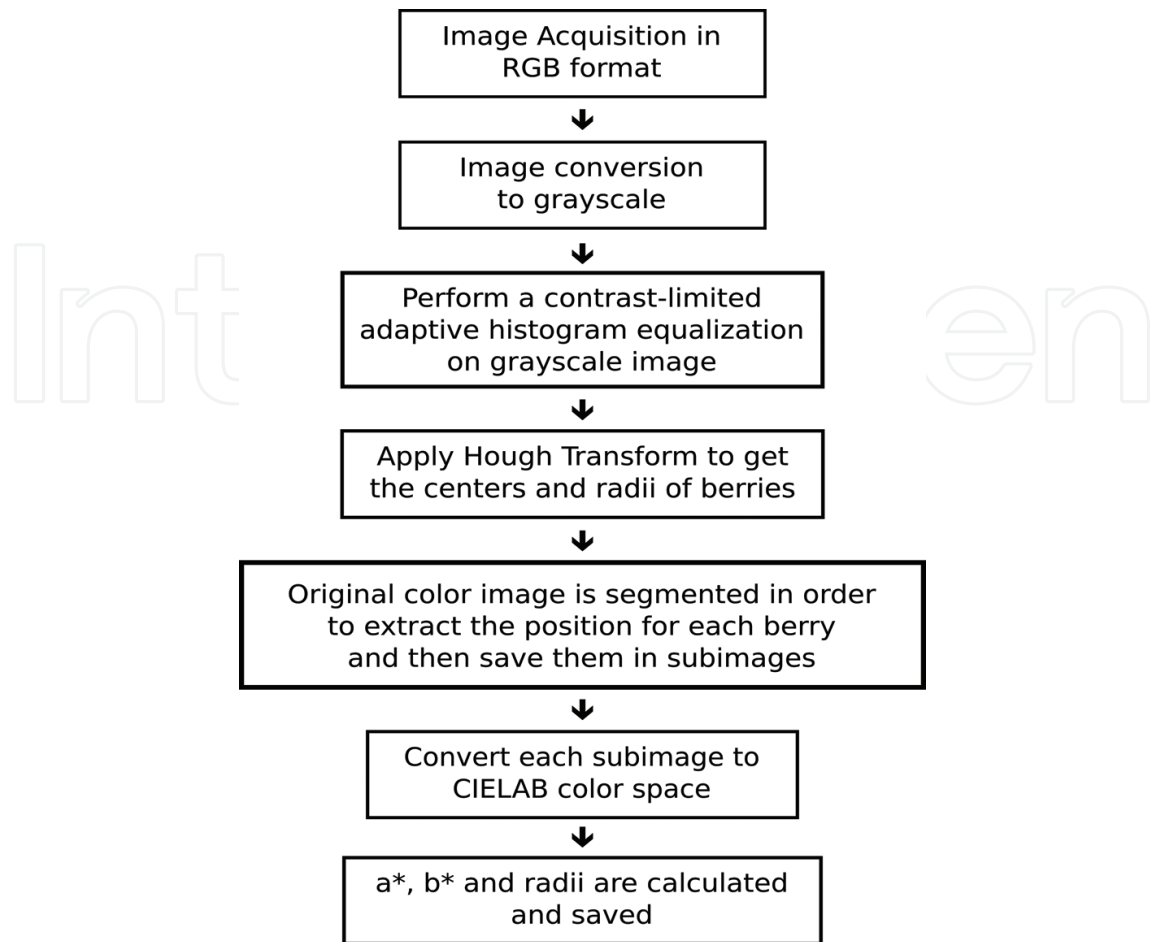 Image Acquisition in
RGB format
Image conversion
to grayscale
Int
en
Perform a contrast-limited
adaptive histogram equalization
on grayscale image
Apply Hough Transform to get
the centers and radii of berries
Original color image is segmented in order
to extract the position for each berry
and then save them in subimages
Convert each subimage to
CIELAB color space
a*, b* and radii are calculated
and saved